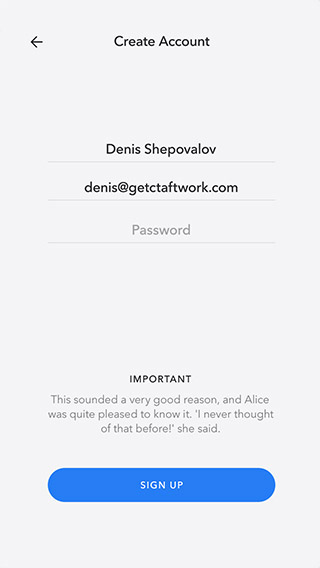 Create Account
Denis Shepovalov
denis@getctaftwork.com
Password
IMPORTANT
This sounded a very good reason, and Alice
was quite pleased to know it. 'I never thought
of that before!' she said.
SIGN UP